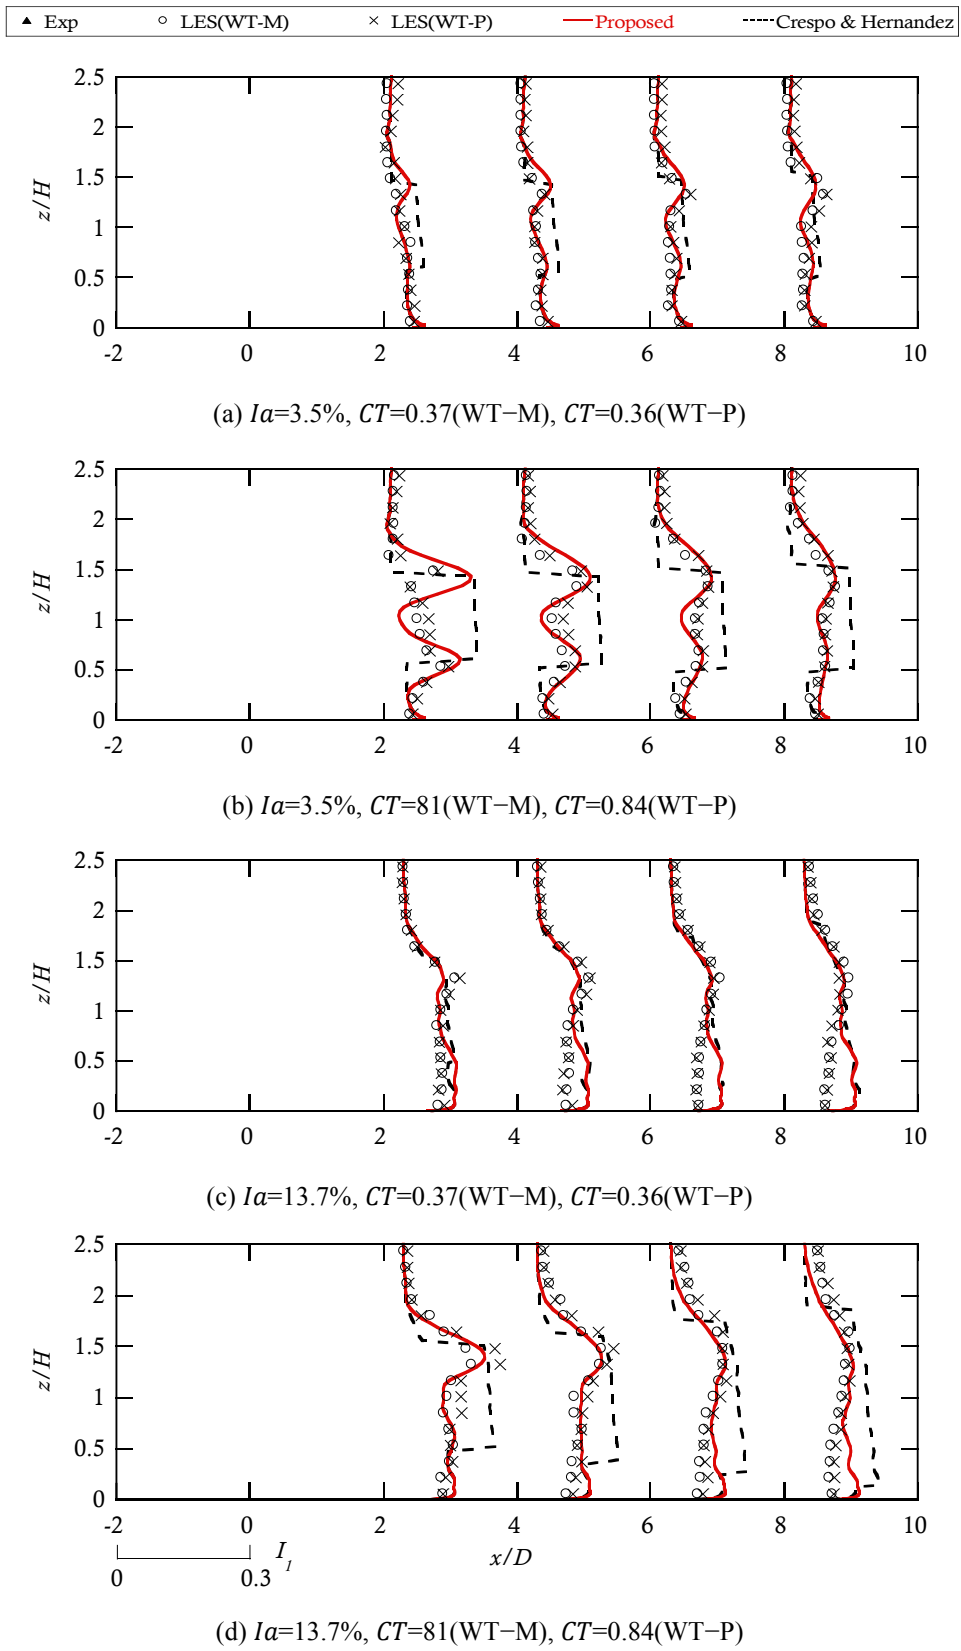 Exp LES(WT-M) LES(WT-P) Proposed Crespo & Hernandez
2.5
2
1.5
z/H
1
0.5
0
-2 0 2 4 6 8 10
(a) Ia=3.5%, CT=0.37(WT−M), CT=0.36(WT−P)
2.5
2
1.5
z/H
1
0.5
0
-2 0 2 4 6 8 10
(b) Ia=3.5%, CT=81(WT−M), CT=0.84(WT−P)
2.5
2
1.5
z/H
1
0.5
0
-2 0 2 4 6 8 10
(c) Ia=13.7%, CT=0.37(WT−M), CT=0.36(WT−P)
2.5
2
1.5
z/H
1
0.5
0
-2 0 2 4 6 8 10
I1 x/D
0 0.3
(d) Ia=13.7%, CT=81(WT−M), CT=0.84(WT−P)